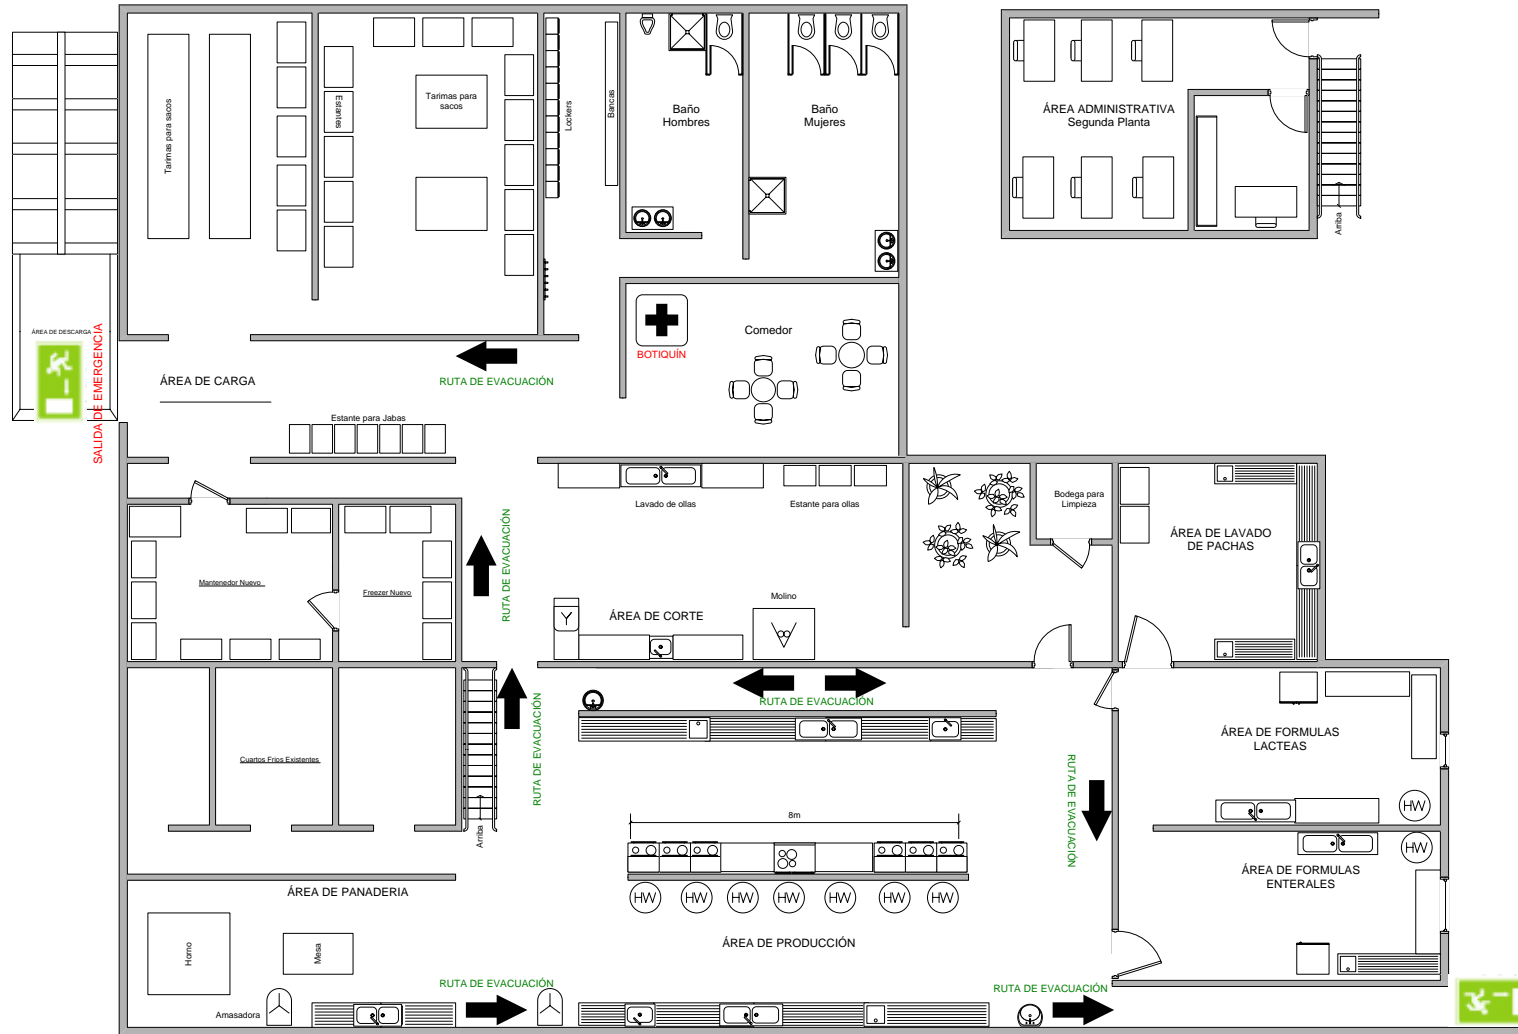 Tarimas para sacos
Estantes
Tarimas para
sacos
Lockers
Bancas
Baño
Hombres
Baño
Mujeres
ÁREA ADMINISTRATIVA
Segunda Planta
Arriba
ÁREA DE DESCARGA
SALIDA DE EMERGENCIA
BOTIQUÍN
Comedor
RUTA DE EVACUACIÓN
ÁREA DE CARGA
Estante para Jabas
Lavado de ollas
Estante para ollas
Bodega para
Limpieza
ÁREA DE LAVADO
DE PACHAS
Mantenedor Nuevo
Freezer Nuevo
RUTA DE EVACUACIÓN
ÁREA DE CORTE
Molino
RUTA DE EVACUACIÓN
RUTA DE EVACUACIÓN
ÁREA DE FORMULAS
LACTEAS
Cuartos Frios Existentes
Arriba
RUTA DE EVACUACIÓN
8m
HW
HW
ÁREA DE FORMULAS
ENTERALES
ÁREA DE PANADERIA
HW
HW
HW
HW
HW
HW
HW
ÁREA DE PRODUCCIÓN
Horno
Mesa
Amasadora
RUTA DE EVACUACIÓN
RUTA DE EVACUACIÓN